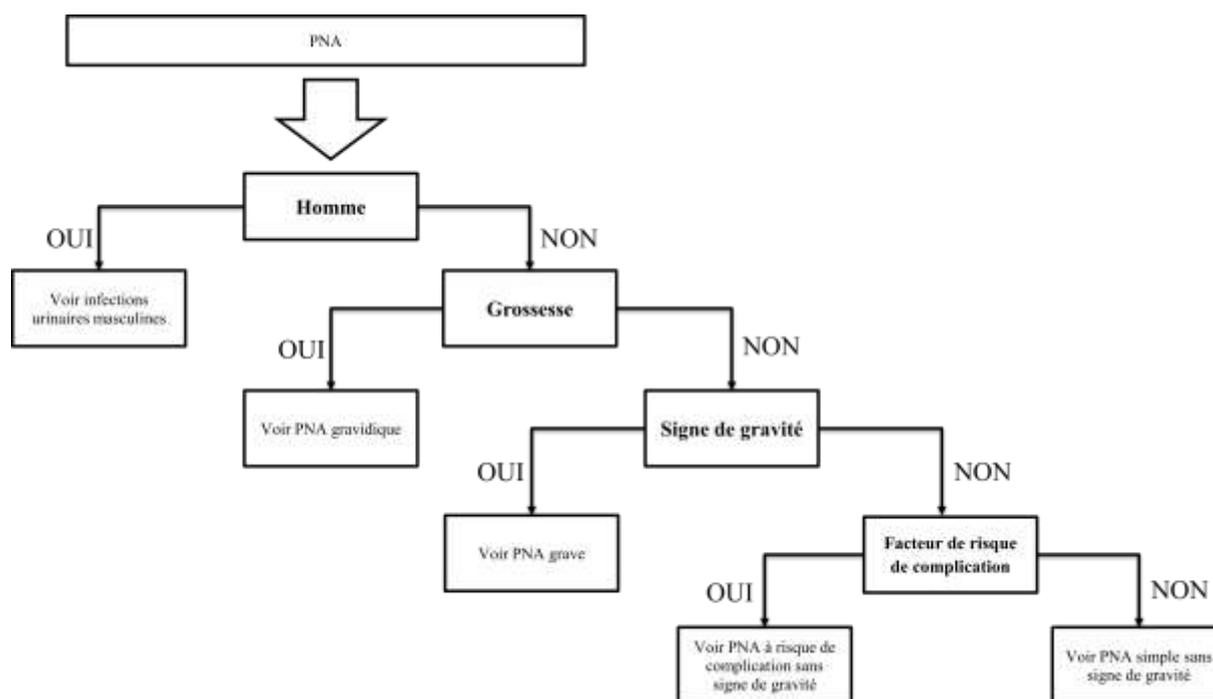 PNA
Homme
OUI
NON
Voir infections
urinaires masculines
Grossesse
OUI
NON
Voir PNA gravidique
Signe de gravité
OUI
NON
Voir PNA grave
Facteur de risque
de complication
OUI
NON
Voir PNA à risque de
complication sans
signe de gravité
Voir PNA simple sans
signe de gravité